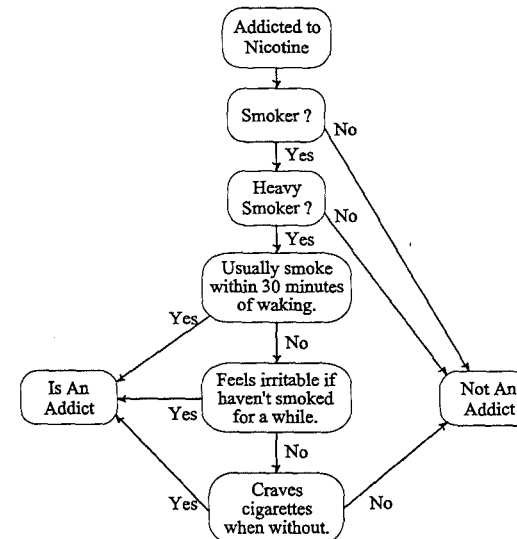 Addicted to
Nicotine
Smoker ?
No
Yes
Heavy
Smoker ?
No
Yes
Usually smoke
within 30 minutes
of waking.
Yes
No
Is An
Addict
Feels irritable if
haven't smoked
for a while.
Not An
Addict
Yes
No
Craves
cigarettes
when without.
Yes
No